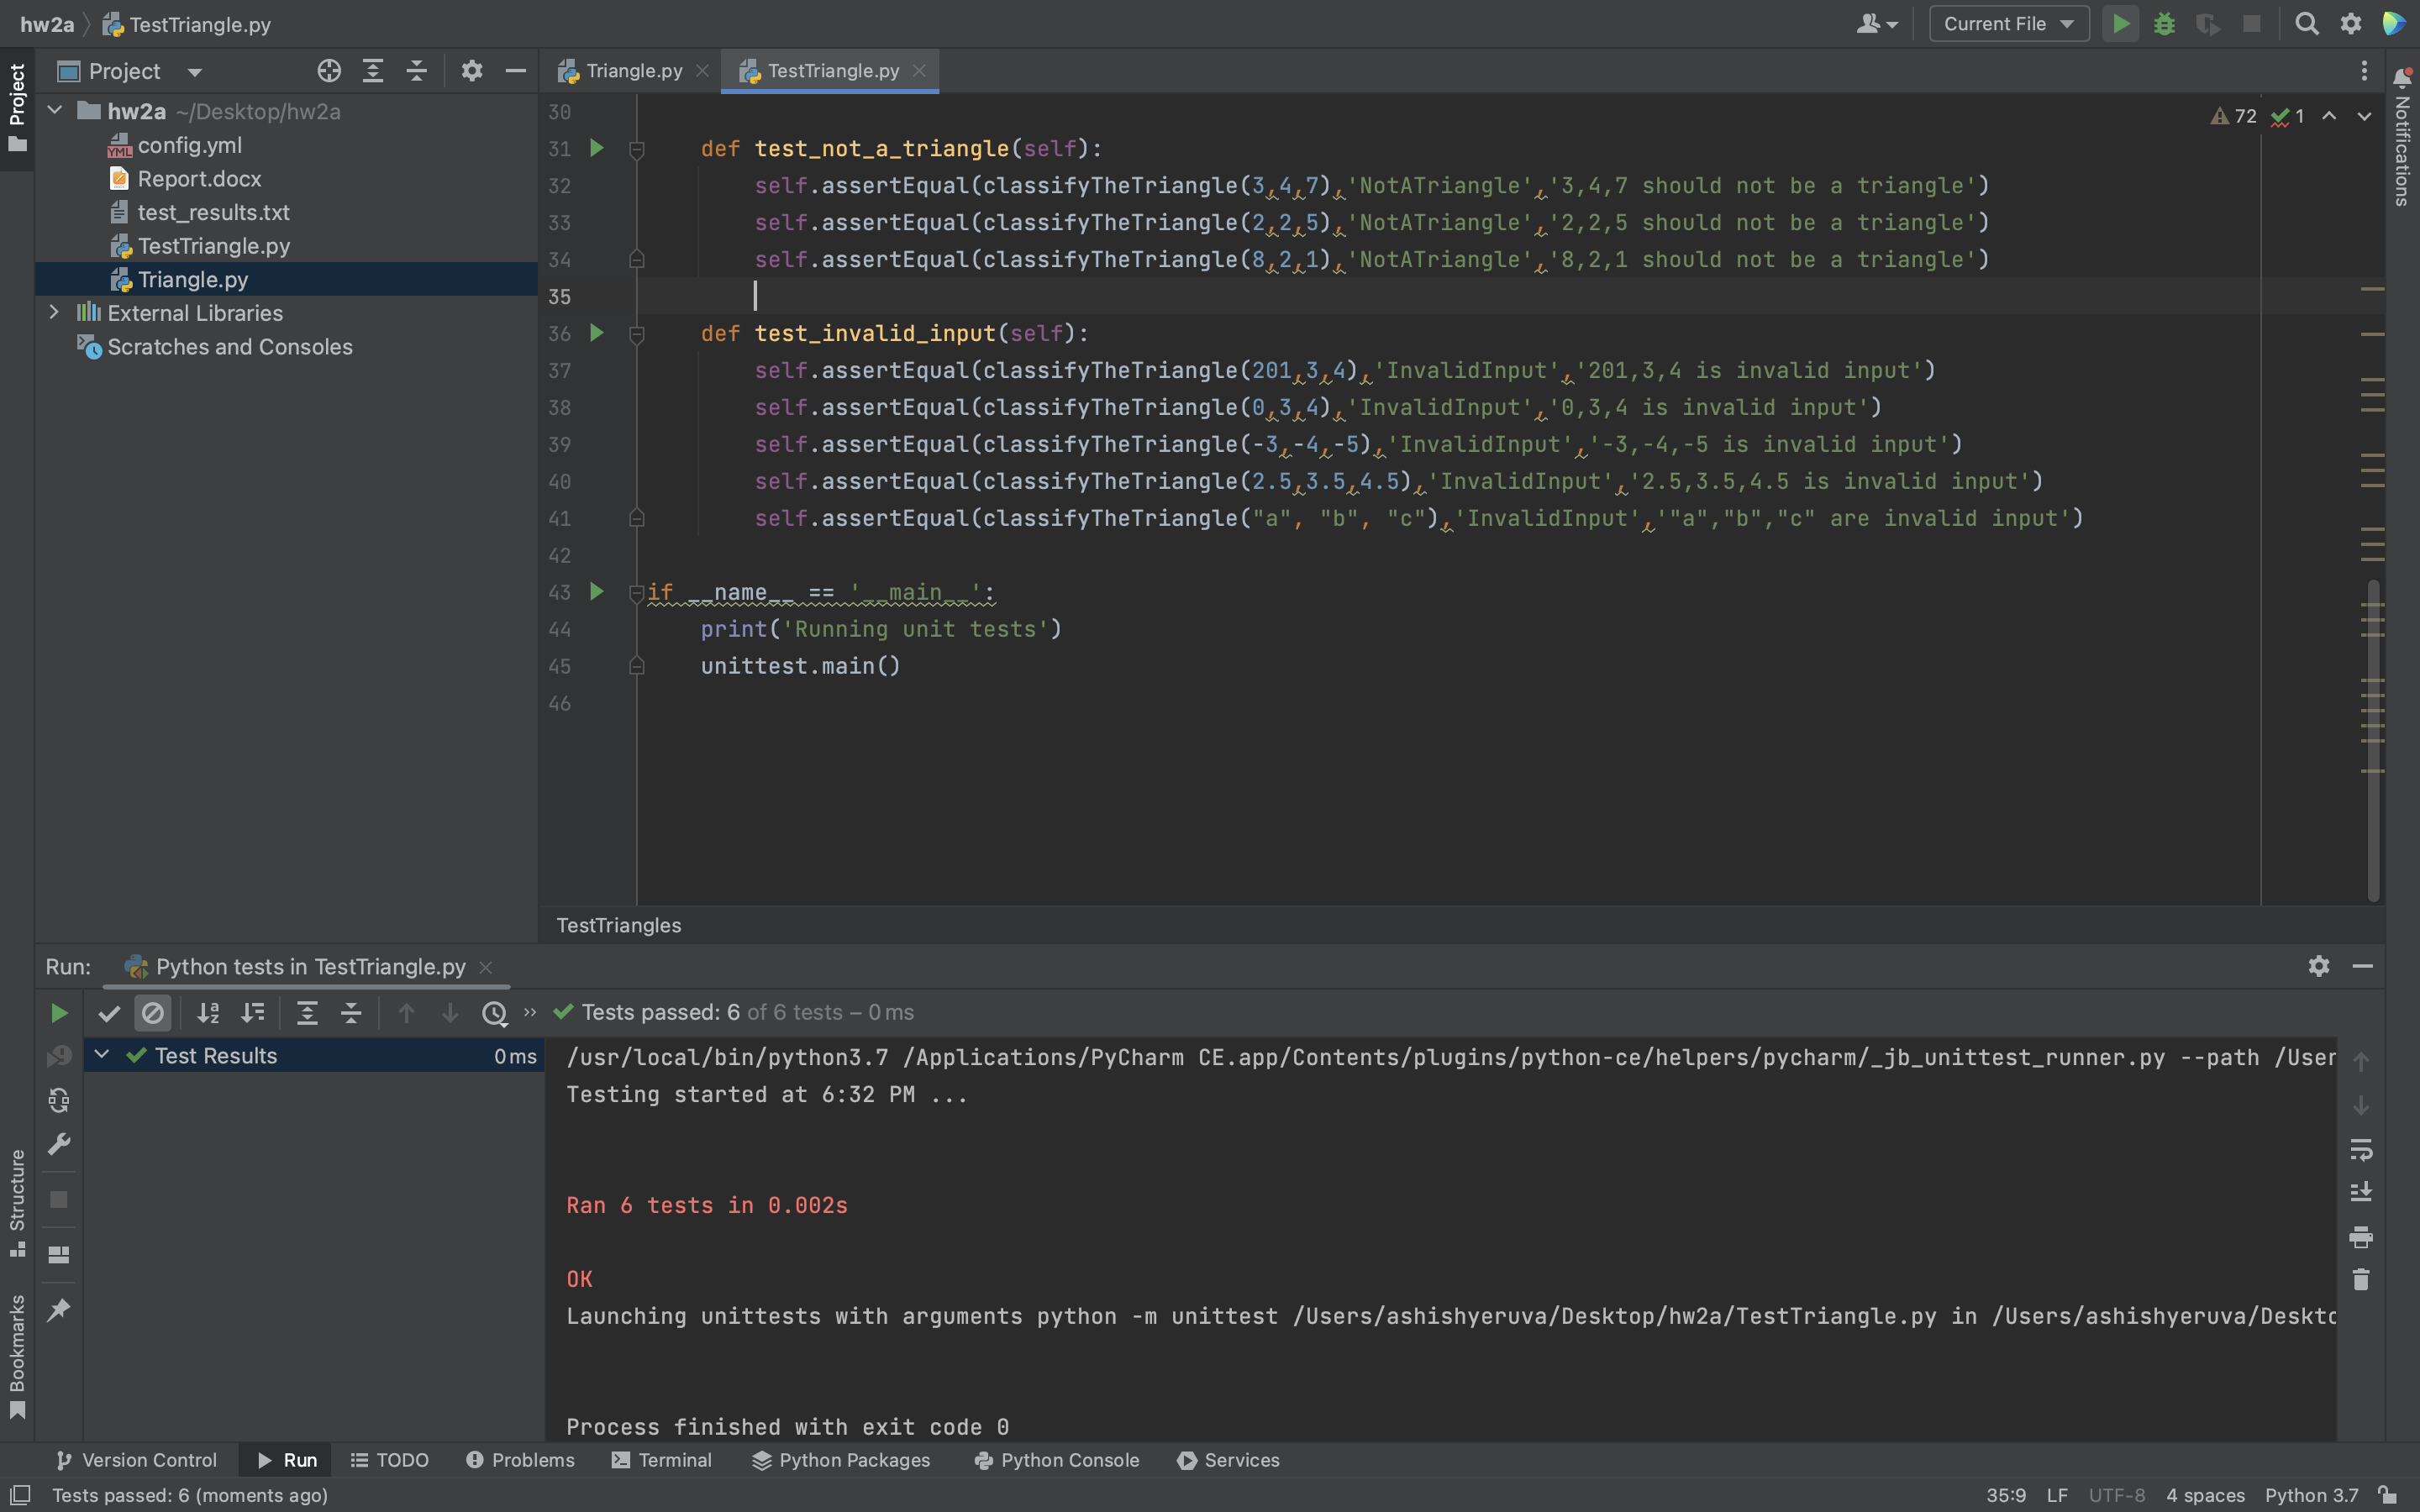 hw2a
TestTriangle.py
Current File
Project
Project
hw2a ~/Desktop/hw2a
config.yml
Report.docx
test_results.txt
TestTriangle.py
Triangle.py
External Libraries
Scratches and Consoles
Triangle.py
TestTriangle.py
72 1
Notifications
30
31 def test_not_a_triangle(self):
32 self.assertEqual(classifyTheTriangle(3,4,7),'NotATriangle','3,4,7 should not be a triangle')
33 self.assertEqual(classifyTheTriangle(2,2,5),'NotATriangle','2,2,5 should not be a triangle')
34 self.assertEqual(classifyTheTriangle(8,2,1),'NotATriangle','8,2,1 should not be a triangle')
35
36 def test_invalid_input(self):
37 self.assertEqual(classifyTheTriangle(201,3,4),'InvalidInput','201,3,4 is invalid input')
38 self.assertEqual(classifyTheTriangle(0,3,4),'InvalidInput','0,3,4 is invalid input')
39 self.assertEqual(classifyTheTriangle(-3,-4,-5),'InvalidInput','-3,-4,-5 is invalid input')
40 self.assertEqual(classifyTheTriangle(2.5,3.5,4.5),'InvalidInput','2.5,3.5,4.5 is invalid input')
41 self.assertEqual(classifyTheTriangle("a", "b", "c"),'InvalidInput','"a","b","c" are invalid input')
42
43 if __name__ == '__main__':
44 print('Running unit tests')
45 unittest.main()
46
TestTriangles
Run: Python tests in TestTriangle.py
Tests passed: 6 of 6 tests – 0 ms
Test Results 0 ms
/usr/local/bin/python3.7 /Applications/PyCharm CE.app/Contents/plugins/python-ce/helpers/pycharm/_jb_unittest_runner.py --path /User
Testing started at 6:32 PM ...
Ran 6 tests in 0.002s
OK
Launching unittests with arguments python -m unittest /Users/ashishyeruva/Desktop/hw2a/TestTriangle.py in /Users/ashishyeruva/Deskto
Process finished with exit code 0
Structure
Bookmarks
Version Control Run TODO Problems Terminal Python Packages Python Console Services
Tests passed: 6 (moments ago)
35:9 LF UTF-8 4 spaces Python 3.7